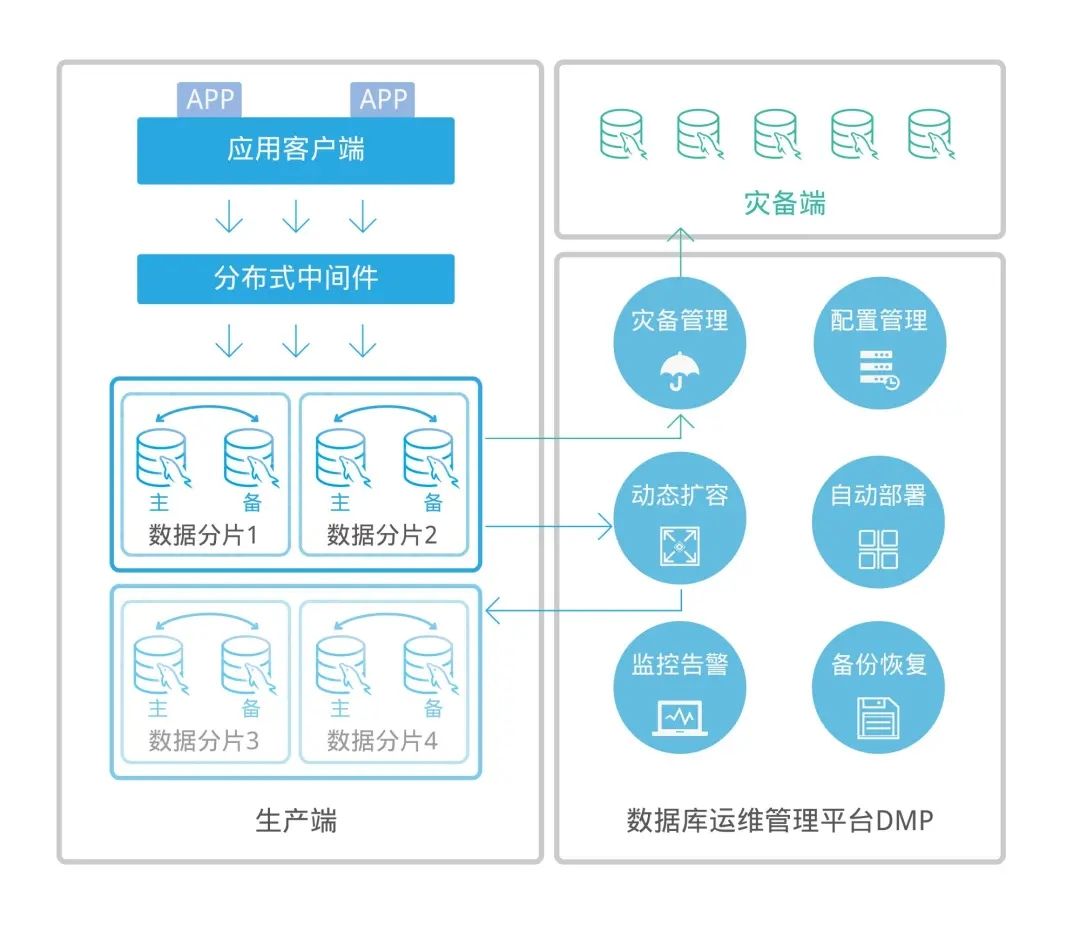 APP
APP
应用客户端
分布式中间件
主
备
数据分片1
主
备
数据分片2
主
备
数据分片3
主
备
数据分片4
生产端
灾备端
灾备管理
配置管理
动态扩容
自动部署
监控告警
备份恢复
数据库运维管理平台DMP